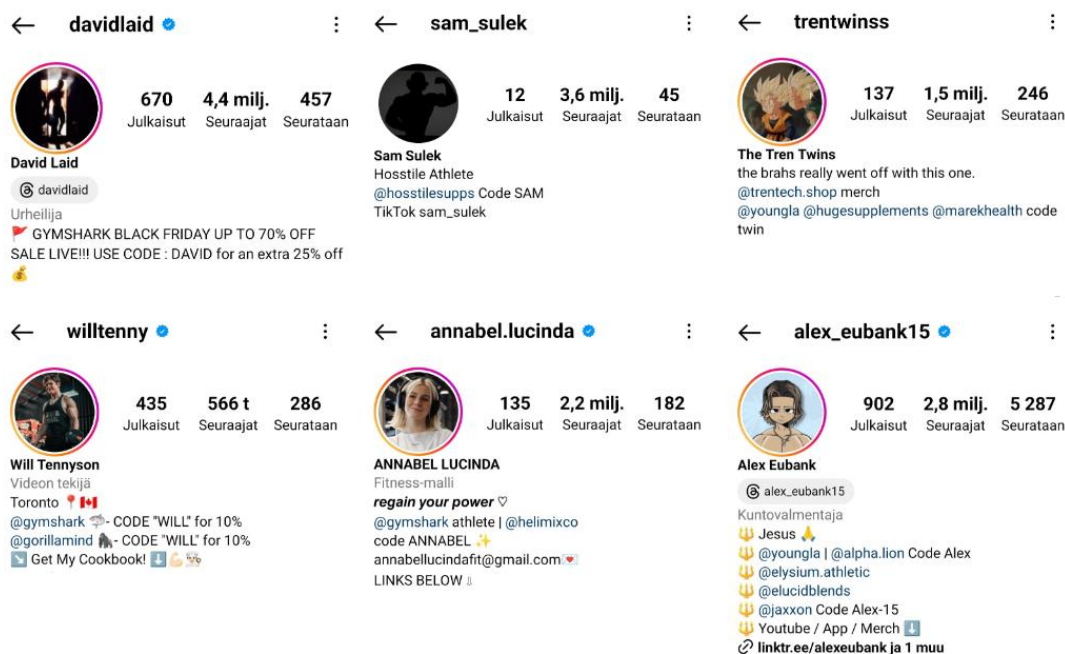 davidlaid
670 4,4 milj. 457
Julkaisut Seuraajat Seurataan
David Laid
davidlaid
Urheilija
🚩 GYMSHARK BLACK FRIDAY UP TO 70% OFF
SALE LIVE!!! USE CODE : DAVID for an extra 25% off
💰
sam_sulek
12 3,6 milj. 45
Julkaisut Seuraajat Seurataan
Sam Sulek
Hosstile Athlete
@hosstilesupps Code SAM
TikTok sam_sulek
trentwinss
137 1,5 milj. 246
Julkaisut Seuraajat Seurataan
The Tren Twins
the brahs really went off with this one.
@trentech.shop merch
@youngla @hugesupplements @marekhealth code
twin
willtenny
435 566 t 286
Julkaisut Seuraajat Seurataan
Will Tennyson
Videon tekijä
Toronto 📍🇨🇦
@gymshark 🦈- CODE "WILL" for 10%
@gorillamind 🦍- CODE "WILL" for 10%
↘️ Get My Cookbook! ⬇️💪🏻👨🏻‍🍳
annabel.lucinda
135 2,2 milj. 182
Julkaisut Seuraajat Seurataan
ANNABEL LUCINDA
Fitness-malli
regain your power ♡
@gymshark athlete | @helimixco
code ANNABEL ✨
annabellucindafit@gmail.com💌
LINKS BELOW ⇩
alex_eubank15
902 2,8 milj. 5 287
Julkaisut Seuraajat Seurataan
Alex Eubank
alex_eubank15
Kuntovalmentaja
🔱 Jesus 🙏
🔱 @youngla | @alpha.lion Code Alex
🔱 @elysium.athletic
🔱 @elucidblends
🔱 @jaxxon Code Alex-15
🔱 Youtube / App / Merch ⬇️
linktr.ee/alexeubank ja 1 muu